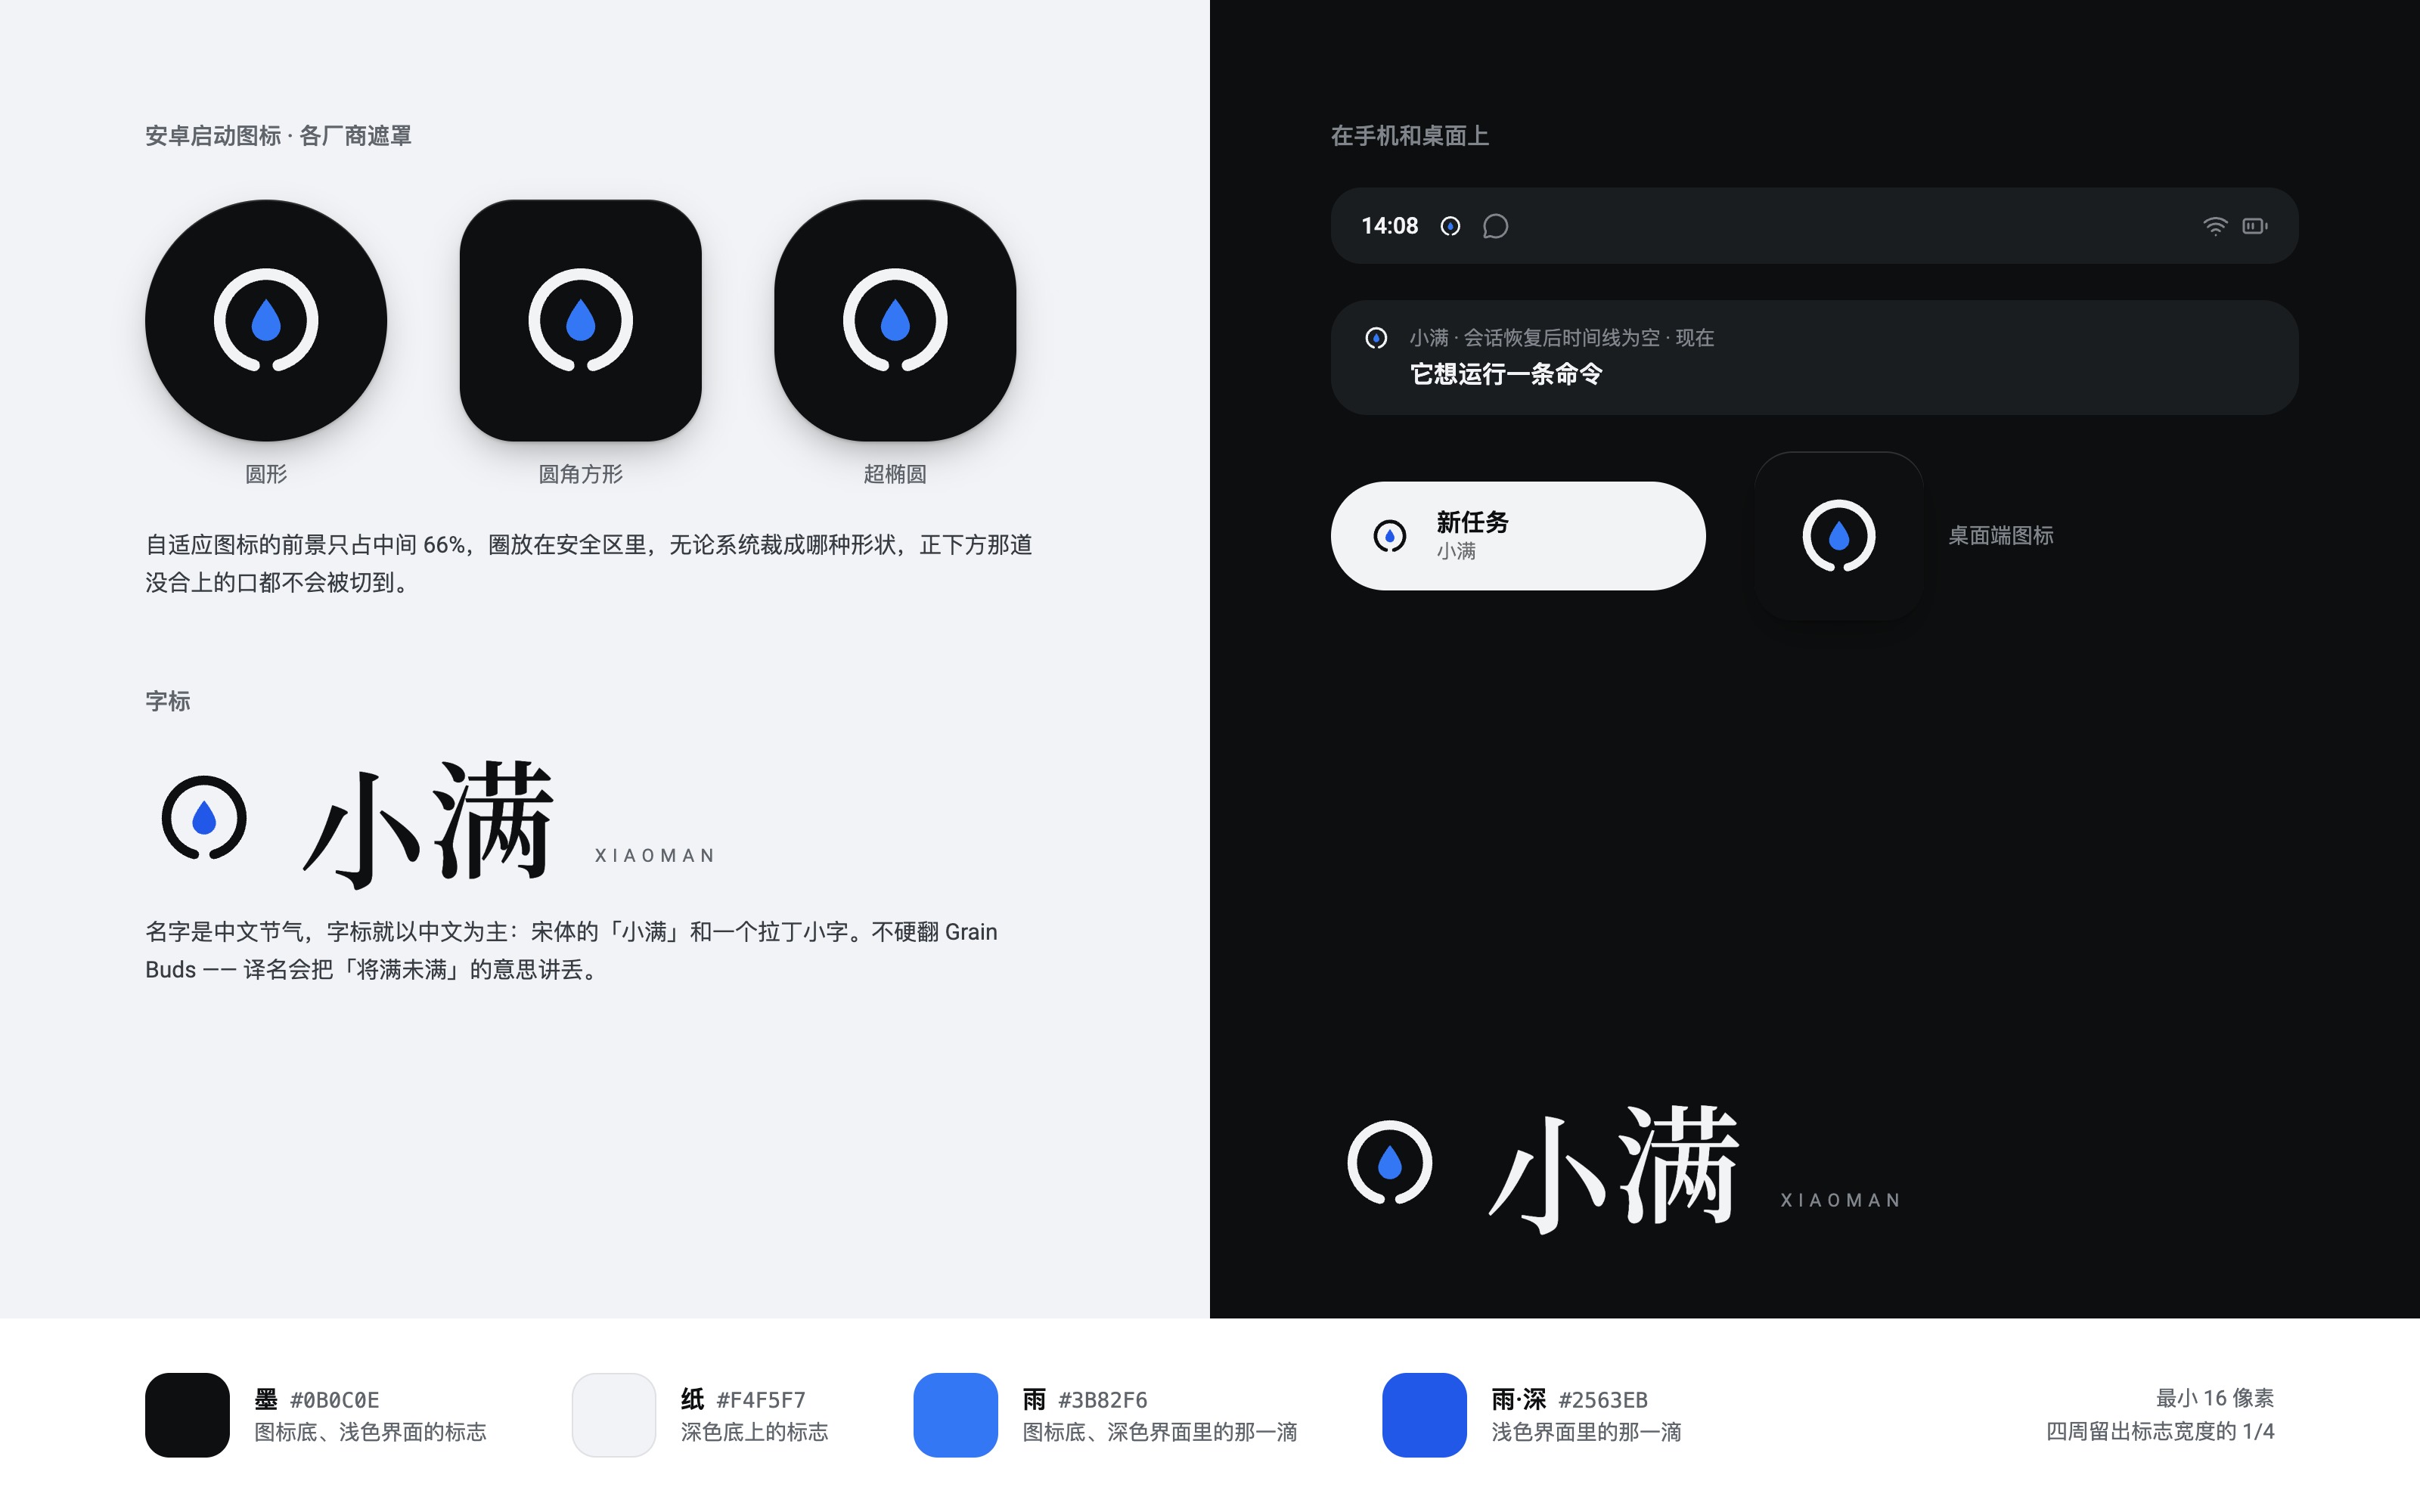 安卓启动图标 · 各厂商遮罩
圆形
圆角方形
超椭圆
自适应图标的前景只占中间 66%，圈放在安全区里，无论系统裁成哪种形状，正下方那道
没合上的口都不会被切到。
字标
小满 XIAOMAN
名字是中文节气，字标就以中文为主：宋体的「小满」和一个拉丁小字。不硬翻 Grain
Buds —— 译名会把「将满未满」的意思讲丢。
在手机和桌面上
14:08
小满 · 会话恢复后时间线为空 · 现在
它想运行一条命令
新任务
小满
桌面端图标
小满 XIAOMAN
墨 #0B0C0E
图标底、浅色界面的标志
纸 #F4F5F7
深色底上的标志
雨 #3B82F6
图标底、深色界面里的那一滴
雨·深 #2563EB
浅色界面里的那一滴
最小 16 像素
四周留出标志宽度的 1/4